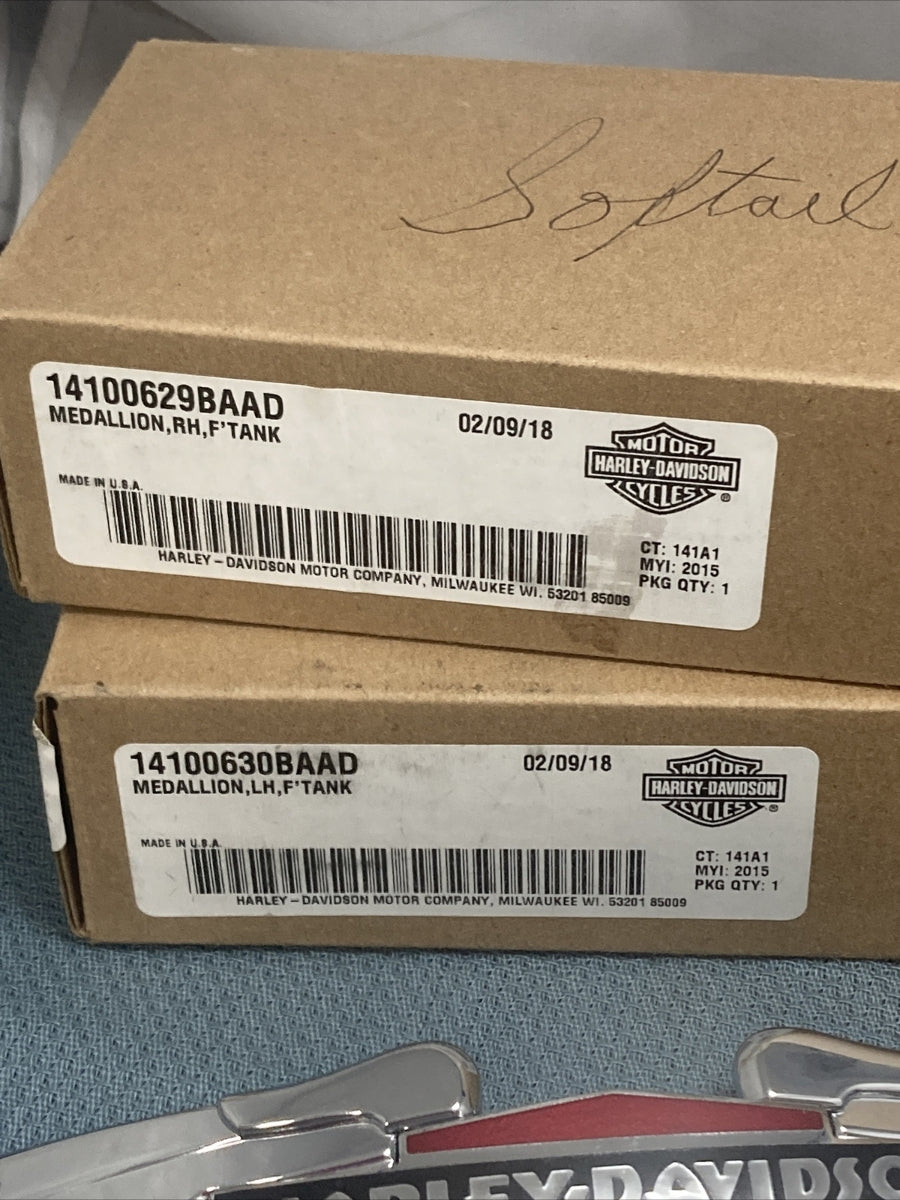 Softail
14100629BAAD
MEDALLION,RH,F'TANK
02/09/18
MOTOR
HARLEY-DAVIDSON
CYCLES
®
MADE IN U.S.A.
HARLEY-DAVIDSON MOTOR COMPANY, MILWAUKEE WI. 53201 85009
CT: 141A1
MYI: 2015
PKG QTY: 1
14100630BAAD
MEDALLION,LH,F'TANK
02/09/18
MOTOR
HARLEY-DAVIDSON
CYCLES
®
MADE IN U.S.A.
HARLEY-DAVIDSON MOTOR COMPANY, MILWAUKEE WI. 53201 85009
CT: 141A1
MYI: 2015
PKG QTY: 1
HARLEY-DAVIDSO